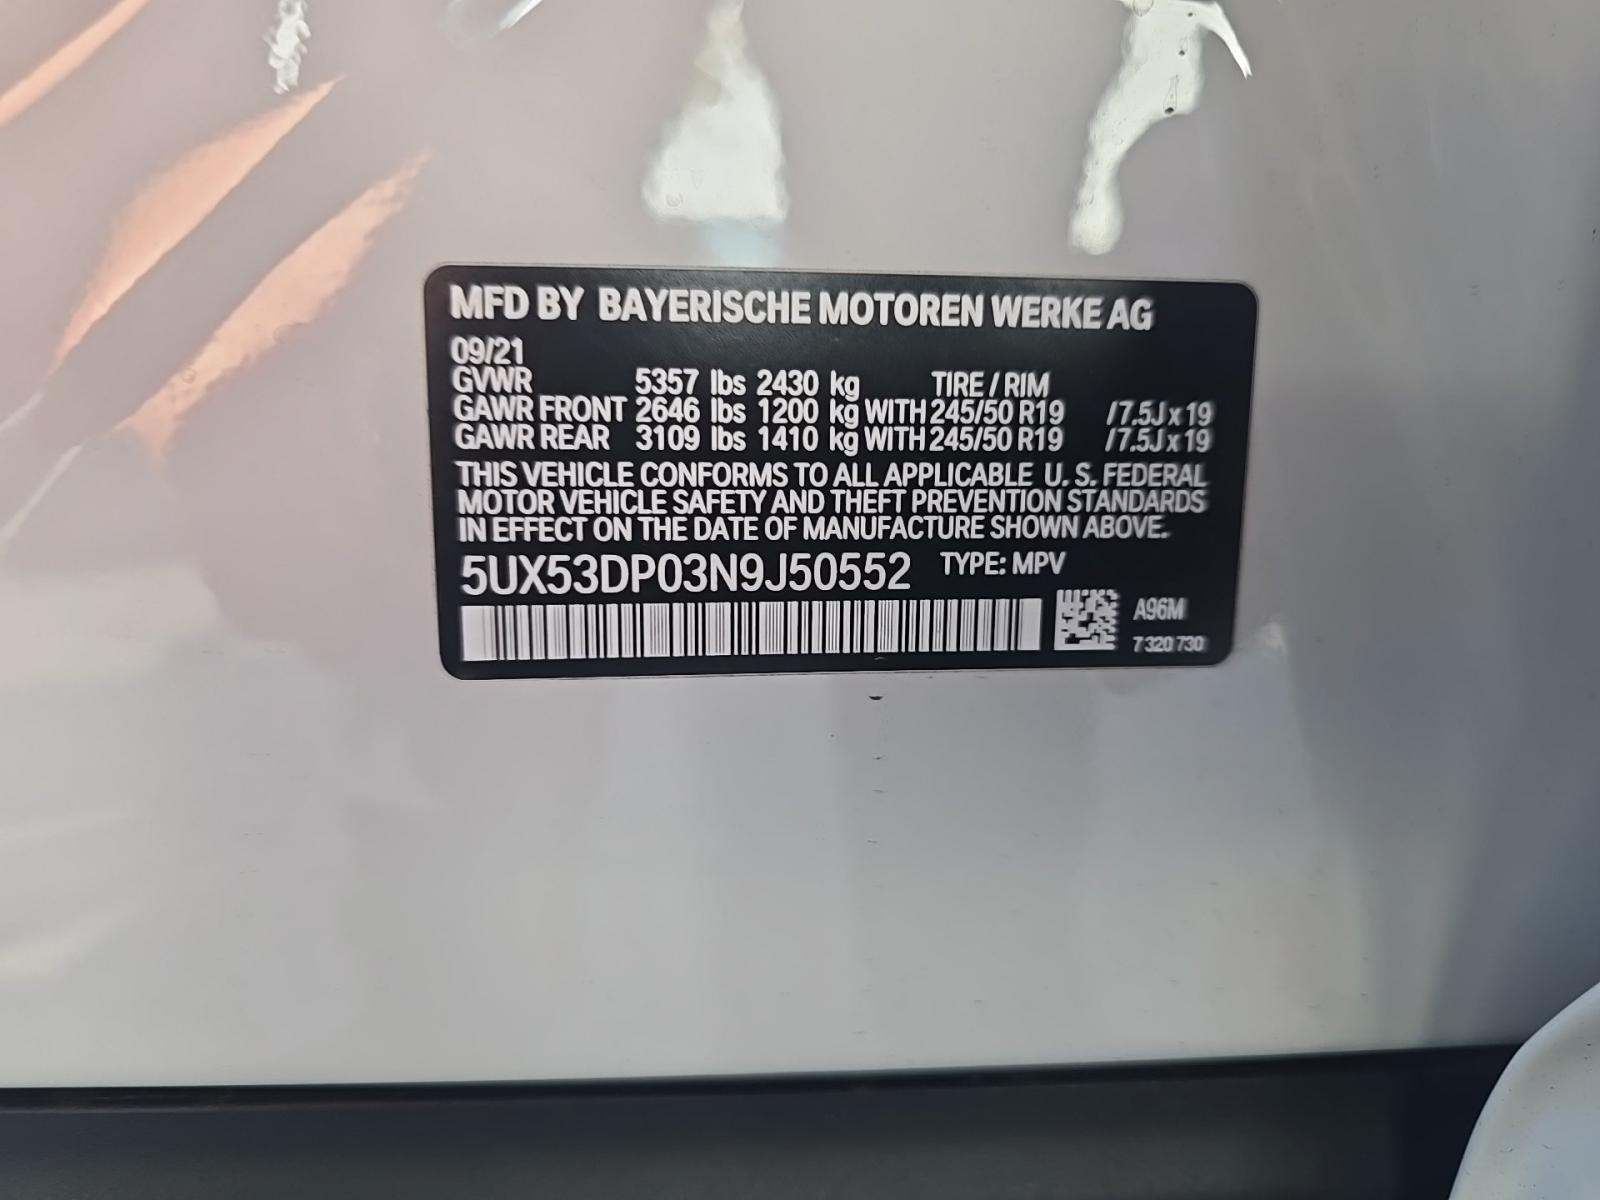 MFD BY BAYERISCHE MOTOREN WERKE AG
09/21
GVWR 5357 lbs 2430 kg TIRE / RIM
GAWR FRONT 2646 lbs 1200 kg WITH 245/50 R19 /7.5J x 19
GAWR REAR 3109 lbs 1410 kg WITH 245/50 R19 /7.5J x 19
THIS VEHICLE CONFORMS TO ALL APPLICABLE U. S. FEDERAL
MOTOR VEHICLE SAFETY AND THEFT PREVENTION STANDARDS
IN EFFECT ON THE DATE OF MANUFACTURE SHOWN ABOVE.
5UX53DP03N9J50552 TYPE: MPV
A96M
7 320 730